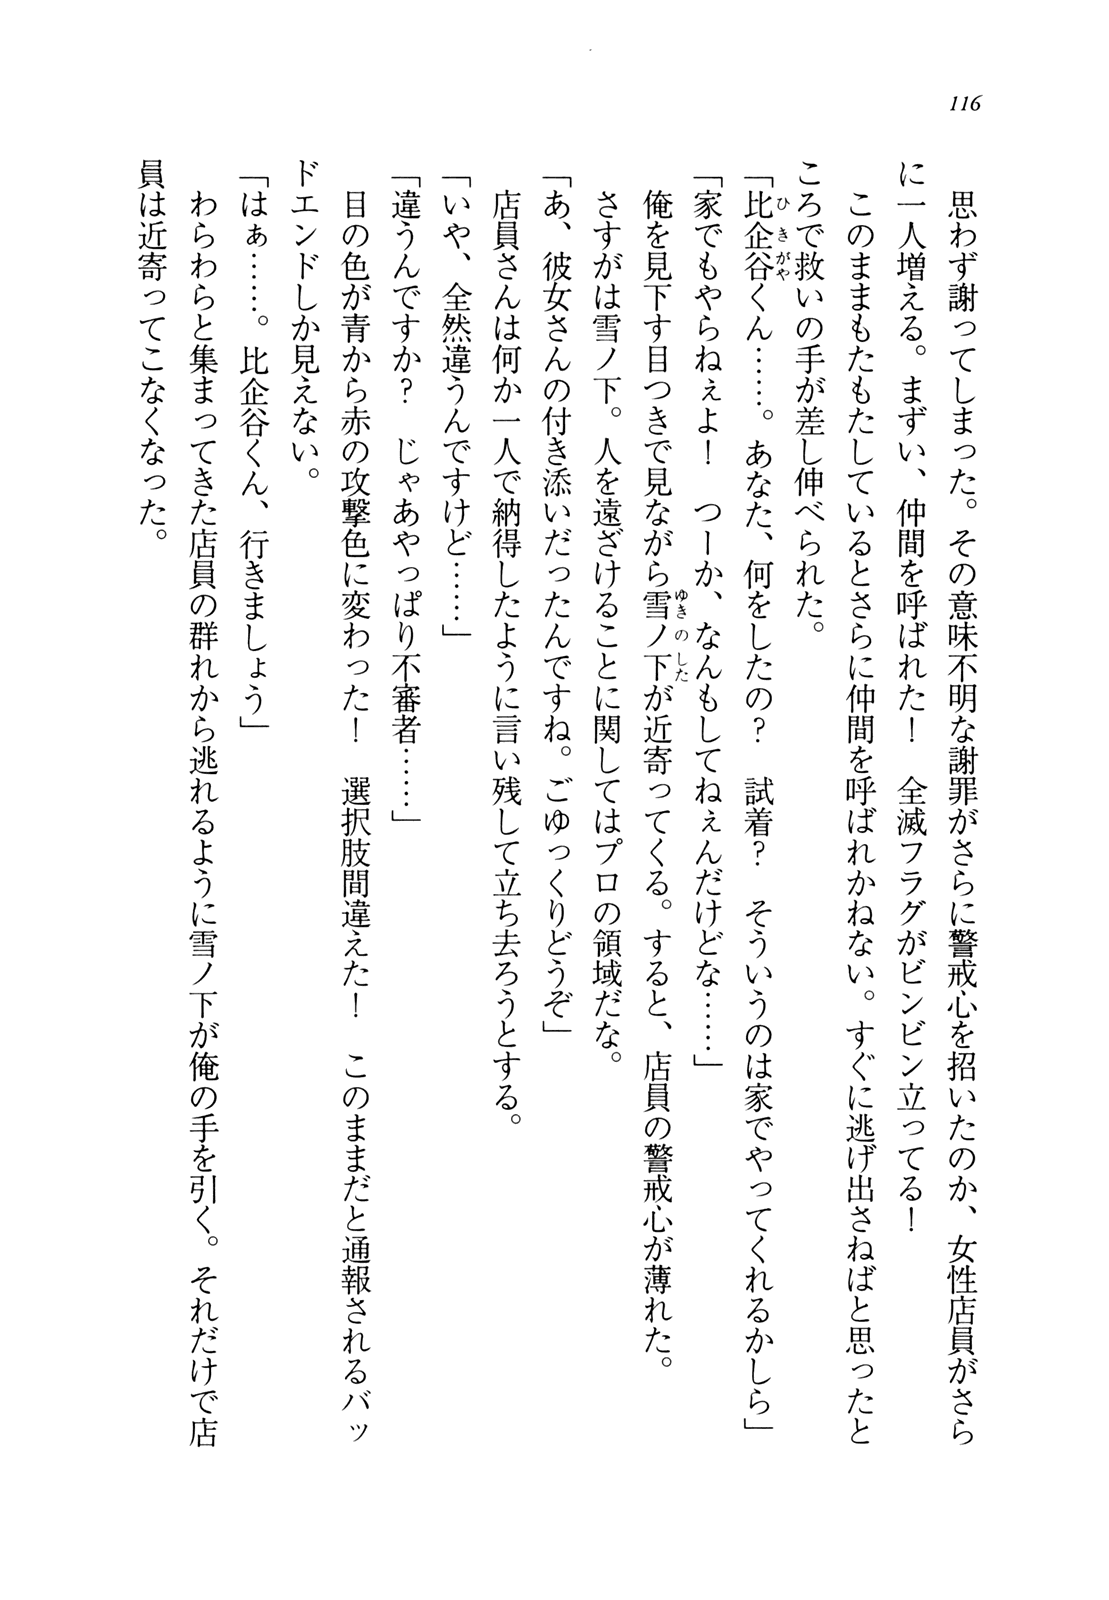 116
　思わず謝ってしまった。その意味不明な謝罪がさらに警戒心を招いたのか、女性店員がさら
に一人増える。まずい、仲間を呼ばれた！　全滅フラグがビンビン立ってる！
　このままもたもたしているとさらに仲間を呼ばれかねない。すぐに逃げ出さねばと思ったと
ころで救いの手が差し伸べられた。
「比企谷くん……。あなた、何をしたの？　試着？　そういうのは家でやってくれるかしら」
ひきがや
「家でもやらねぇよ！　つーか、なんもしてねぇんだけどな……」
　俺を見下す目つきで見ながら雪ノ下が近寄ってくる。すると、店員の警戒心が薄れた。
ゆきのした
　さすがは雪ノ下。人を遠ざけることに関してはプロの領域だな。
「あ、彼女さんの付き添いだったんですね。ごゆっくりどうぞ」
　店員さんは何か一人で納得したように言い残して立ち去ろうとする。
「いや、全然違うんですけど……」
「違うんですか？　じゃあやっぱり不審者……」
　目の色が青から赤の攻撃色に変わった！　選択肢間違えた！　このままだと通報されるバッ
ドエンドしか見えない。
「はぁ……。比企谷くん、行きましょう」
　わらわらと集まってきた店員の群れから逃れるように雪ノ下が俺の手を引く。それだけで店
員は近寄ってこなくなった。